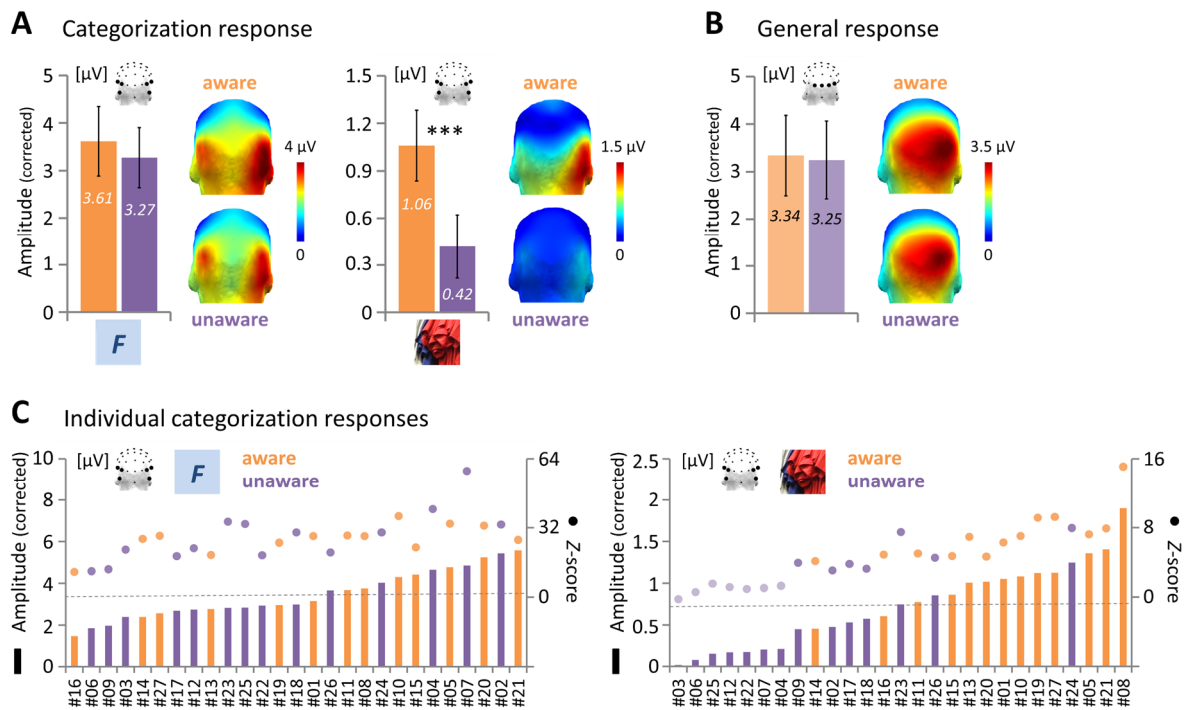 A Categorization response
B General response
[µV]
aware
[µV]
aware
[µV]
aware
Amplitude (corrected)
5
4
3
2
1
0
3.61
3.27
4 µV
0
unaware
F
1.5
1.2
0.9
0.6
0.3
0
***
1.06
0.42
1.5 µV
0
unaware
Amplitude (corrected)
5
4
3
2
1
0
3.34
3.25
3.5 µV
0
unaware
C Individual categorization responses
[µV]
F
aware
unaware
Amplitude (corrected)
10
8
6
4
2
0
64
32
0
Z-score
#16 #06 #09 #03 #14 #27 #17 #12 #13 #23 #25 #22 #19 #18 #01 #26 #11 #08 #24 #10 #15 #04 #05 #07 #20 #02 #21
[µV]
aware
unaware
Amplitude (corrected)
2.5
2
1.5
1
0.5
0
16
8
0
Z-score
#03 #06 #25 #12 #22 #07 #04 #09 #14 #02 #17 #18 #16 #23 #11 #26 #15 #13 #20 #01 #10 #19 #27 #24 #05 #21 #08